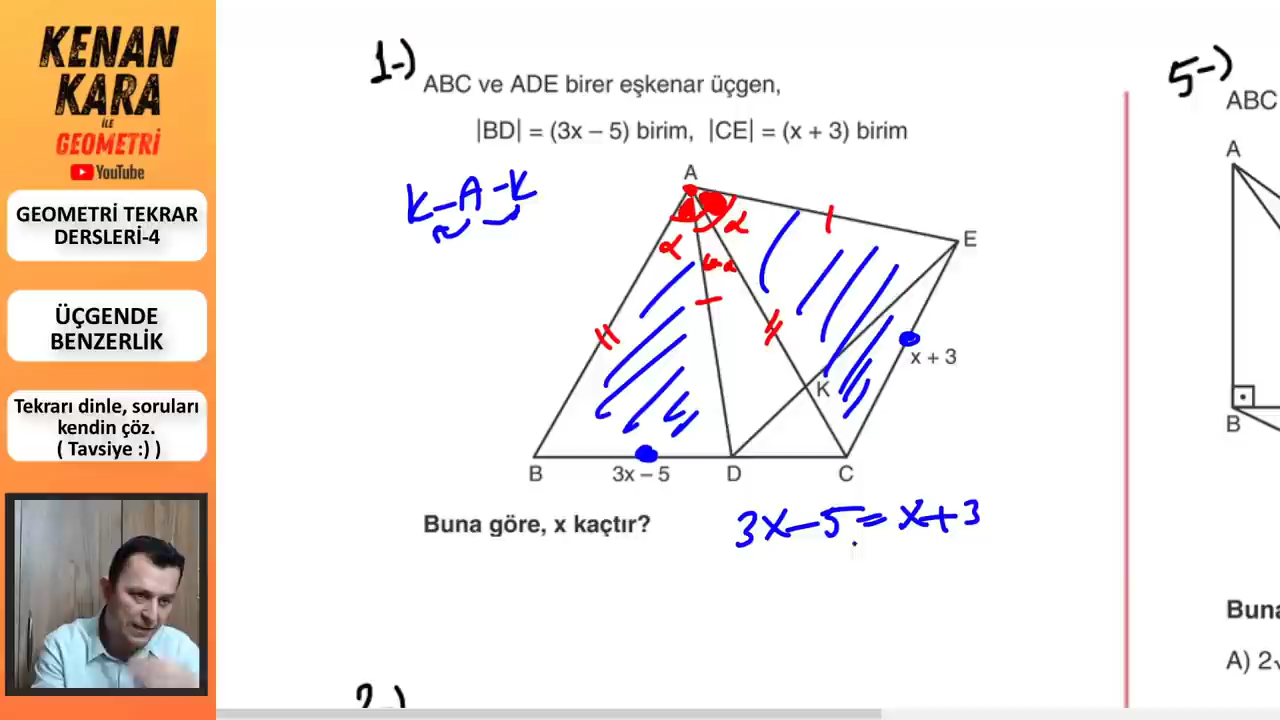 KENAN
KARA
İLE
GEOMETRİ
YouTube
GEOMETRİ TEKRAR
DERSLERİ-4
ÜÇGENDE
BENZERLİK
Tekrarı dinle, soruları
kendin çöz.
( Tavsiye :) )
1-)
ABC ve ADE birer eşkenar üçgen,
|BD| = (3x – 5) birim, |CE| = (x + 3) birim
K-A-K
A
α
α
60-α
E
x + 3
K
B
3x – 5
D
C
Buna göre, x kaçtır?
3x-5=x+3
2-)
5-)
ABC
A
B
Buna
A) 2√